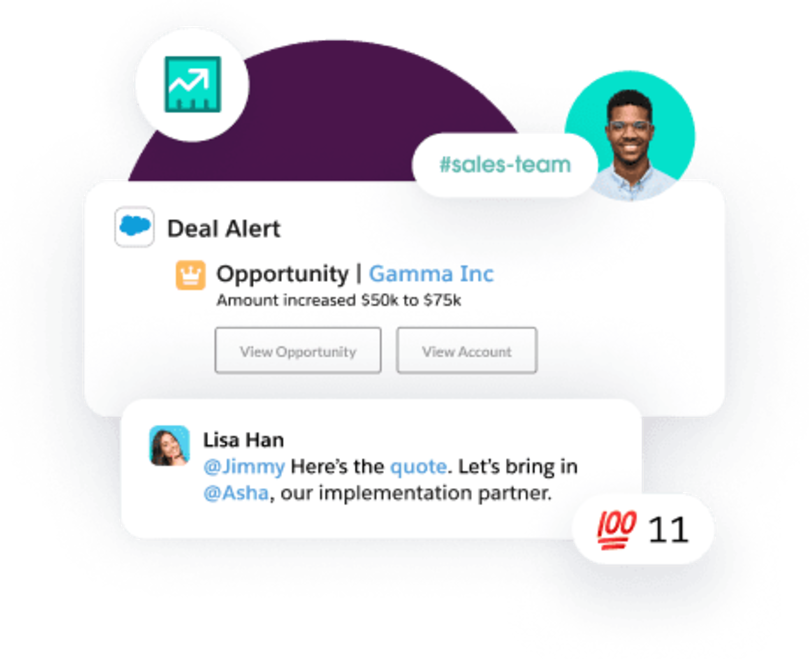 #sales-team
Deal Alert
Opportunity | Gamma Inc
Amount increased $50k to $75k
View Opportunity
View Account
Lisa Han
@Jimmy Here’s the quote. Let’s bring in
@Asha, our implementation partner.
💯 11